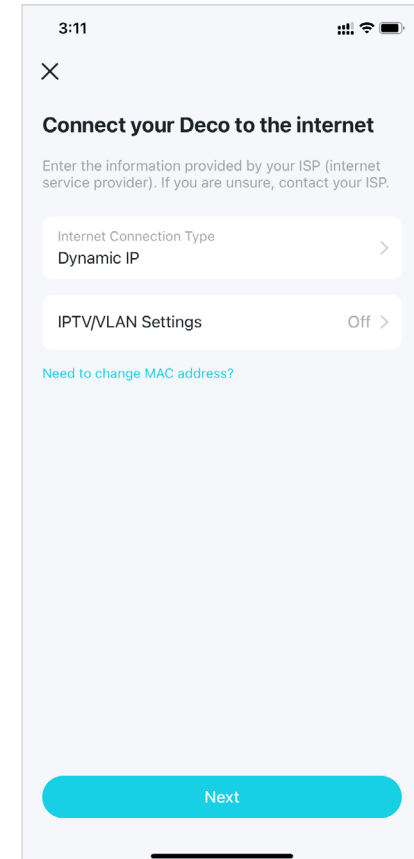 3:11
Connect your Deco to the internet
Enter the information provided by your ISP (internet
service provider). If you are unsure, contact your ISP.
Internet Connection Type
Dynamic IP
IPTV/VLAN Settings
Off
Need to change MAC address?
Next